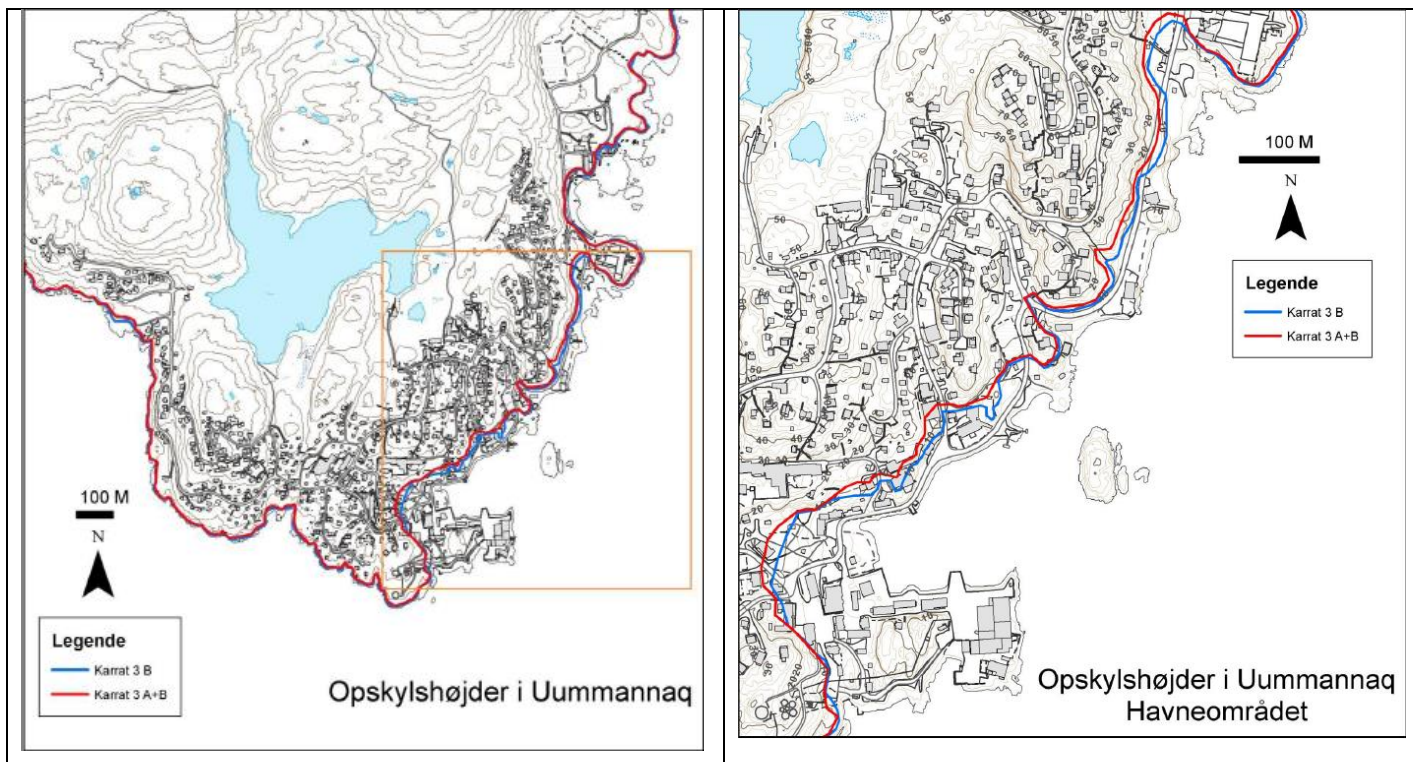 100 M
N
Legende
Karrat 3 B
Karrat 3 A+B
Opskylshøjder i Uummannaq
100 M
N
Legende
Karrat 3 B
Karrat 3 A+B
Opskylshøjder i Uummannaq
Havneområdet